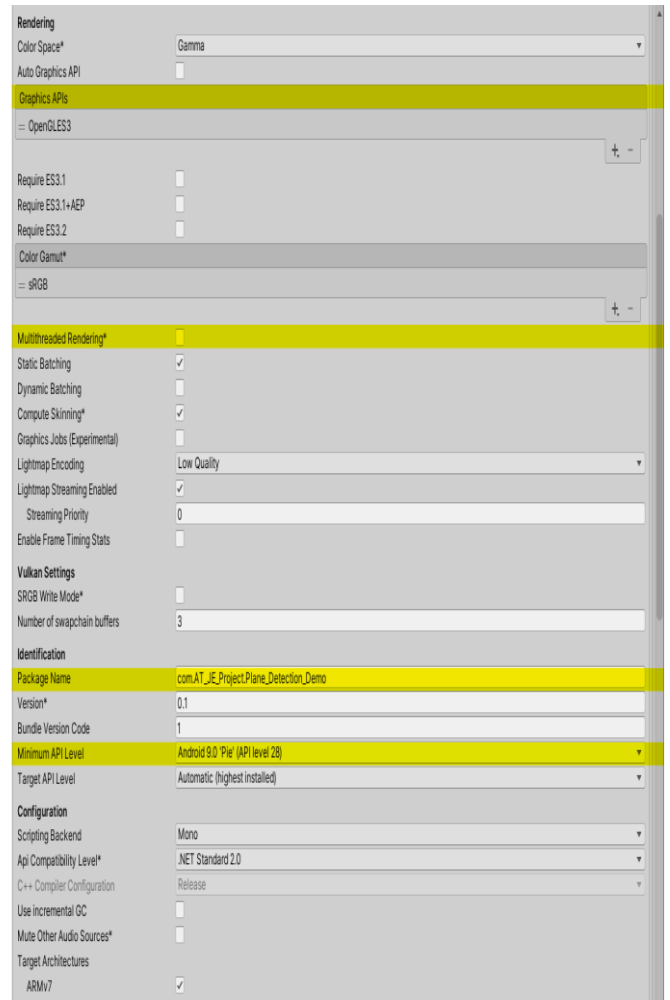 Rendering
Color Space* Gamma
Auto Graphics API
Graphics APIs
= OpenGLES3
+ -
Require ES3.1
Require ES3.1+AEP
Require ES3.2
Color Gamut*
= sRGB
+ -
Multithreaded Rendering*
Static Batching
Dynamic Batching
Compute Skinning*
Graphics Jobs (Experimental)
Lightmap Encoding Low Quality
Lightmap Streaming Enabled
Streaming Priority 0
Enable Frame Timing Stats
Vulkan Settings
SRGB Write Mode*
Number of swapchain buffers 3
Identification
Package Name com.AT_JE_Project.Plane_Detection_Demo
Version* 0.1
Bundle Version Code 1
Minimum API Level Android 9.0 'Pie' (API level 28)
Target API Level Automatic (highest installed)
Configuration
Scripting Backend Mono
Api Compatibility Level* .NET Standard 2.0
C++ Compiler Configuration Release
Use incremental GC
Mute Other Audio Sources*
Target Architectures
ARMv7